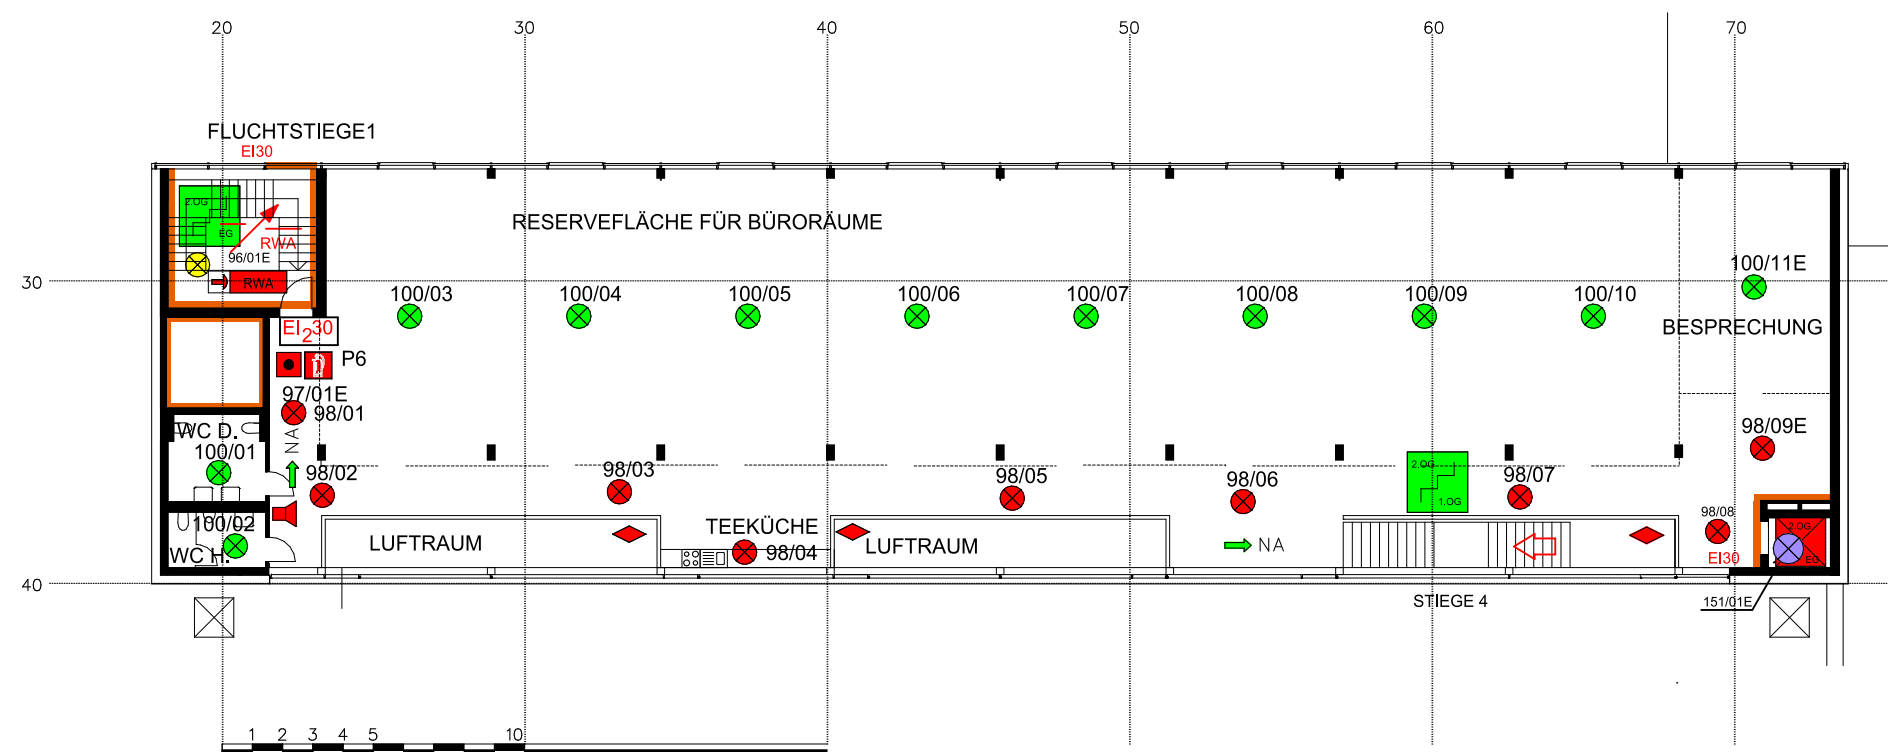 20 30 40 50 60 70
FLUCHTSTIEGE1
EI30
2.OG
EG
RWA
96/01E
RWA
RESERVEFLÄCHE FÜR BÜRORÄUME
30
100/03 100/04 100/05 100/06 100/07 100/08 100/09 100/10 100/11E
BESPRECHUNG
EI230
P6
97/01E
98/01
NA
WC D.
100/01
98/02 98/03 98/05 98/06 98/07 98/09E
2.OG
1.OG
100/02
WC H.
LUFTRAUM
TEEKÜCHE
98/04
LUFTRAUM
NA
98/08
EI30
2.OG
EG
40
STIEGE 4
151/01E
1 2 3 4 5 10